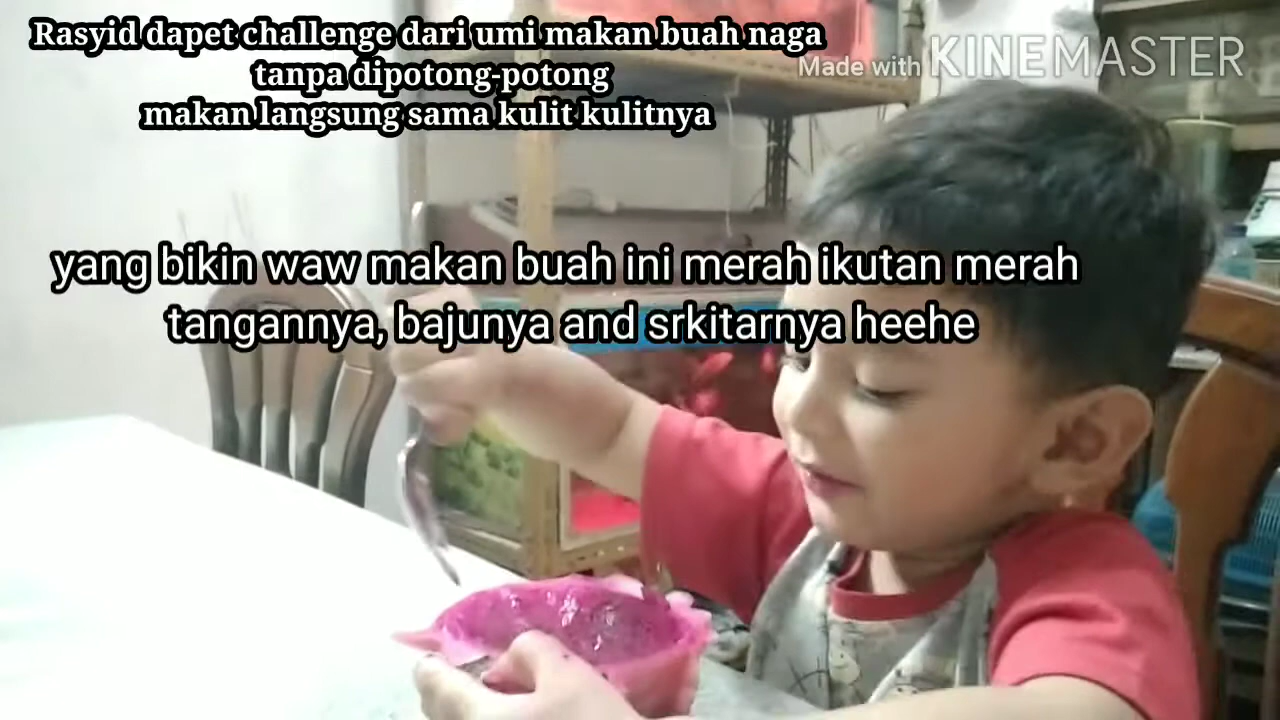 Rasyid dapet challenge dari umi makan buah naga
tanpa dipotong-potong
makan langsung sama kulit kulitnya
Made with KINEMASTER
yang bikin waw makan buah ini merah ikutan merah
tangannya, bajunya and srkitarnya heehe